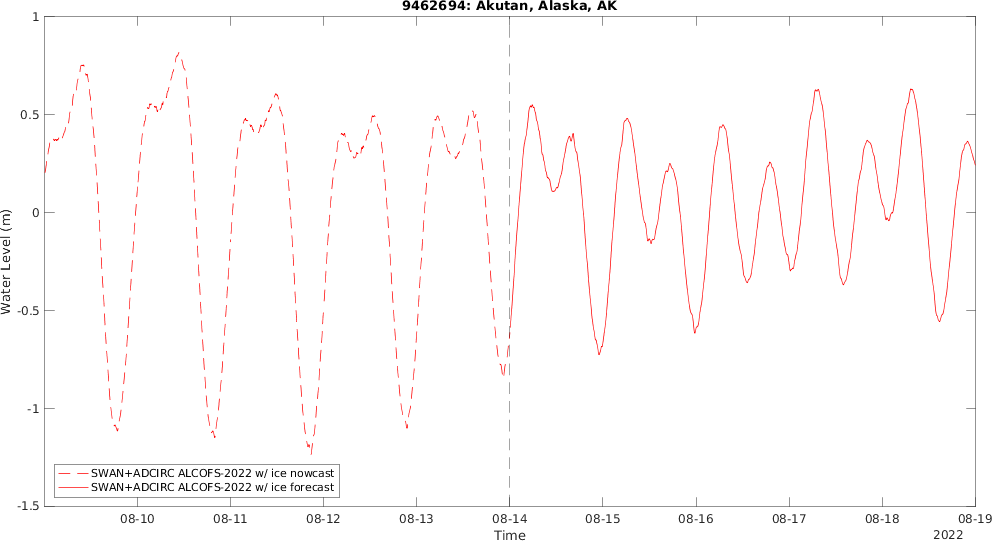 9462694: Akutan, Alaska, AK
1
0.5
0
-0.5
-1
-1.5
Water Level (m)
SWAN+ADCIRC ALCOFS-2022 w/ ice nowcast
SWAN+ADCIRC ALCOFS-2022 w/ ice forecast
08-10 08-11 08-12 08-13 08-14 08-15 08-16 08-17 08-18 08-19
Time
2022